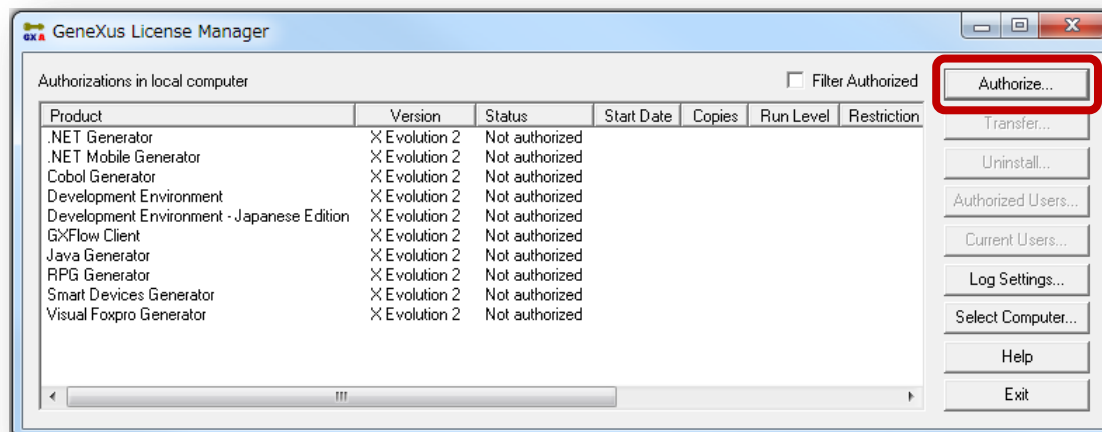 GXA GeneXus License Manager
Authorizations in local computer Filter Authorized Authorize...
Product Version Status Start Date Copies Run Level Restriction
.NET Generator X Evolution 2 Not authorized
.NET Mobile Generator X Evolution 2 Not authorized
Cobol Generator X Evolution 2 Not authorized
Development Environment X Evolution 2 Not authorized
Development Environment - Japanese Edition X Evolution 2 Not authorized
GXFlow Client X Evolution 2 Not authorized
Java Generator X Evolution 2 Not authorized
RPG Generator X Evolution 2 Not authorized
Smart Devices Generator X Evolution 2 Not authorized
Visual Foxpro Generator X Evolution 2 Not authorized
Transfer...
Uninstall...
Authorized Users...
Current Users...
Log Settings...
Select Computer...
Help
Exit